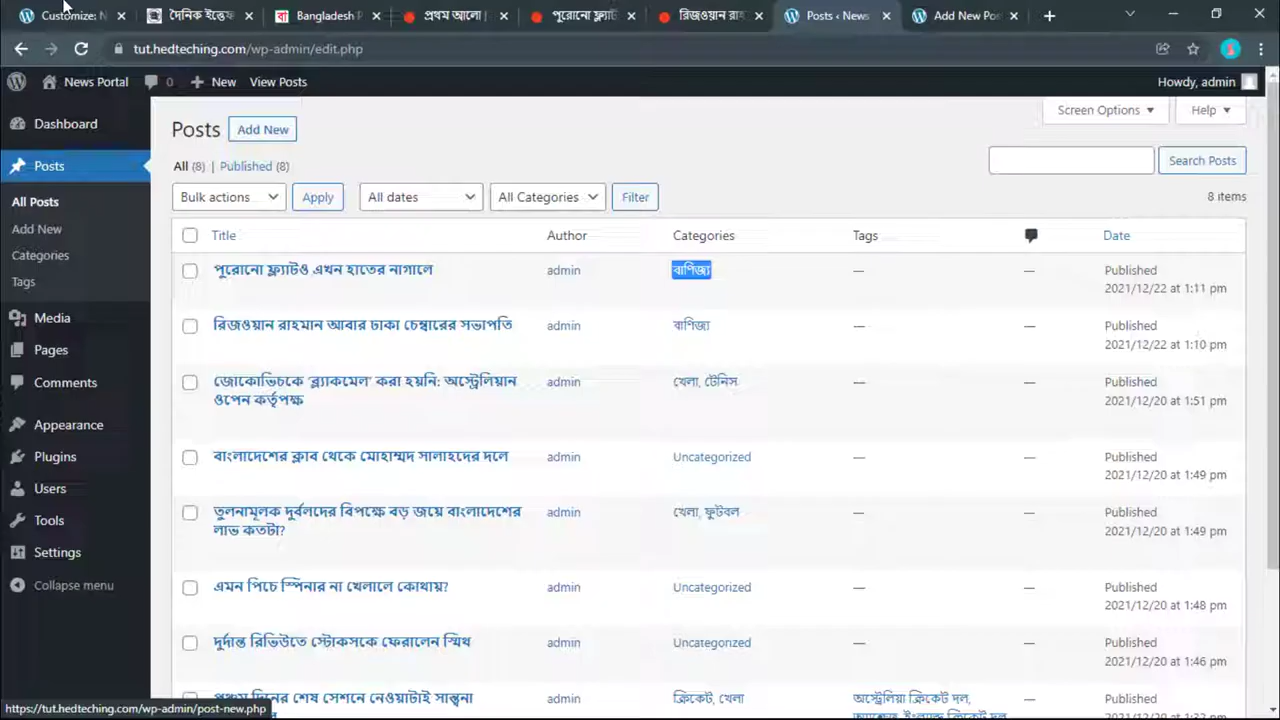 Customize: N
দৈনিক ইত্তেফ
Bangladesh P
প্রথম আলো |
পুরোনো ফ্ল্যাট
রিজওয়ান রাহ
Posts ‹ News
Add New Pos
tut.hedteching.com/wp-admin/edit.php
News Portal 0 New View Posts Howdy, admin
Dashboard
Posts
All Posts
Add New
Categories
Tags
Media
Pages
Comments
Appearance
Plugins
Users
Tools
Settings
Collapse menu
Screen Options Help
Posts Add New
All (8) | Published (8)
Search Posts
Bulk actions Apply All dates All Categories Filter 8 items
Title Author Categories Tags Date
পুরোনো ফ্ল্যাটও এখন হাতের নাগালে admin বাণিজ্য — — Published
2021/12/22 at 1:11 pm
রিজওয়ান রাহমান আবার ঢাকা চেম্বারের সভাপতি admin বাণিজ্য — — Published
2021/12/22 at 1:10 pm
জোকোভিচকে ‘ব্ল্যাকমেল’ করা হয়নি: অস্ট্রেলিয়ান admin খেলা, টেনিস — — Published
ওপেন কর্তৃপক্ষ 2021/12/20 at 1:51 pm
বাংলাদেশের ক্লাব থেকে মোহাম্মদ সালাহদের দলে admin Uncategorized — — Published
2021/12/20 at 1:49 pm
তুলনামূলক দুর্বলদের বিপক্ষে বড় জয়ে বাংলাদেশের admin খেলা, ফুটবল — — Published
লাভ কতটা? 2021/12/20 at 1:49 pm
এমন পিচে স্পিনার না খেলালে কোথায়? admin Uncategorized — — Published
2021/12/20 at 1:48 pm
দুর্দান্ত রিভিউতে স্টোকসকে ফেরালেন স্মিথ admin Uncategorized — — Published
2021/12/20 at 1:46 pm
পঞ্চম দিনের শেষ সেশনে নেওয়াটাই সান্ত্বনা admin ক্রিকেট, খেলা অস্ট্রেলিয়া ক্রিকেট দল, — Published
https://tut.hedteching.com/wp-admin/post-new.php